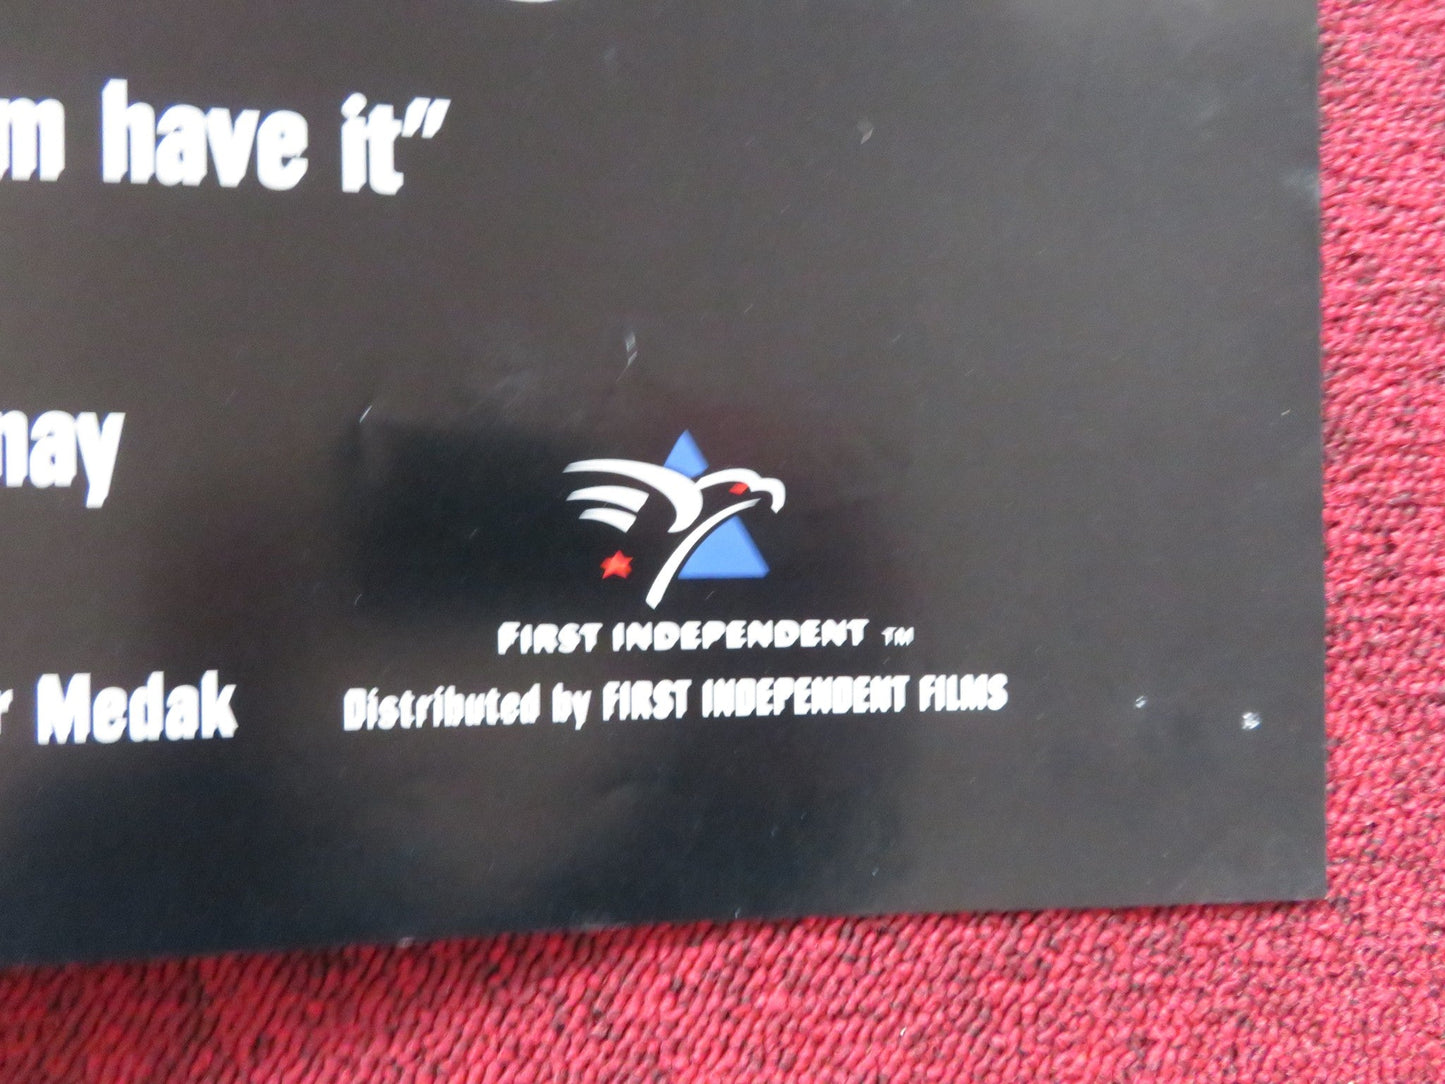 m have it”
nay
r Medak
FIRST INDEPENDENT TM
Distributed by FIRST INDEPENDENT FILMS